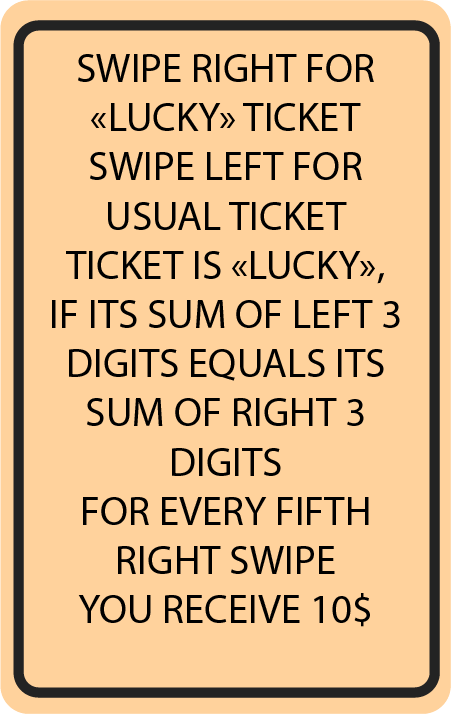 SWIPE RIGHT FOR
«LUCKY» TICKET
SWIPE LEFT FOR
USUAL TICKET
TICKET IS «LUCKY»,
IF ITS SUM OF LEFT 3
DIGITS EQUALS ITS
SUM OF RIGHT 3
DIGITS
FOR EVERY FIFTH
RIGHT SWIPE
YOU RECEIVE 10$